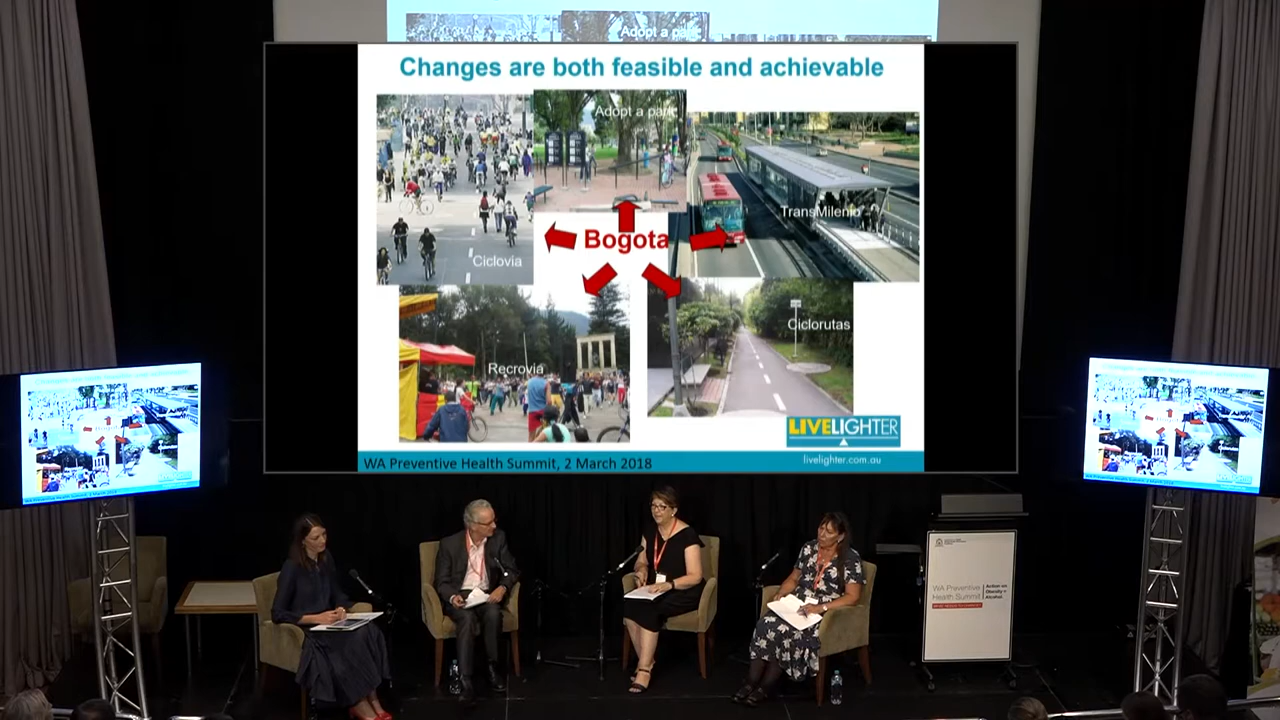 Adopt a
Changes are both feasible and achievable
Adopt a park
TransMilenio
Bogota
Ciclovia
Ciclorutas
Recrovia
LIVELIGHTER
livelighter.com.au
WA Preventive Health Summit, 2 March 2018
WA Preventive
Health Summit
Action on
Obesity +
Alcohol.